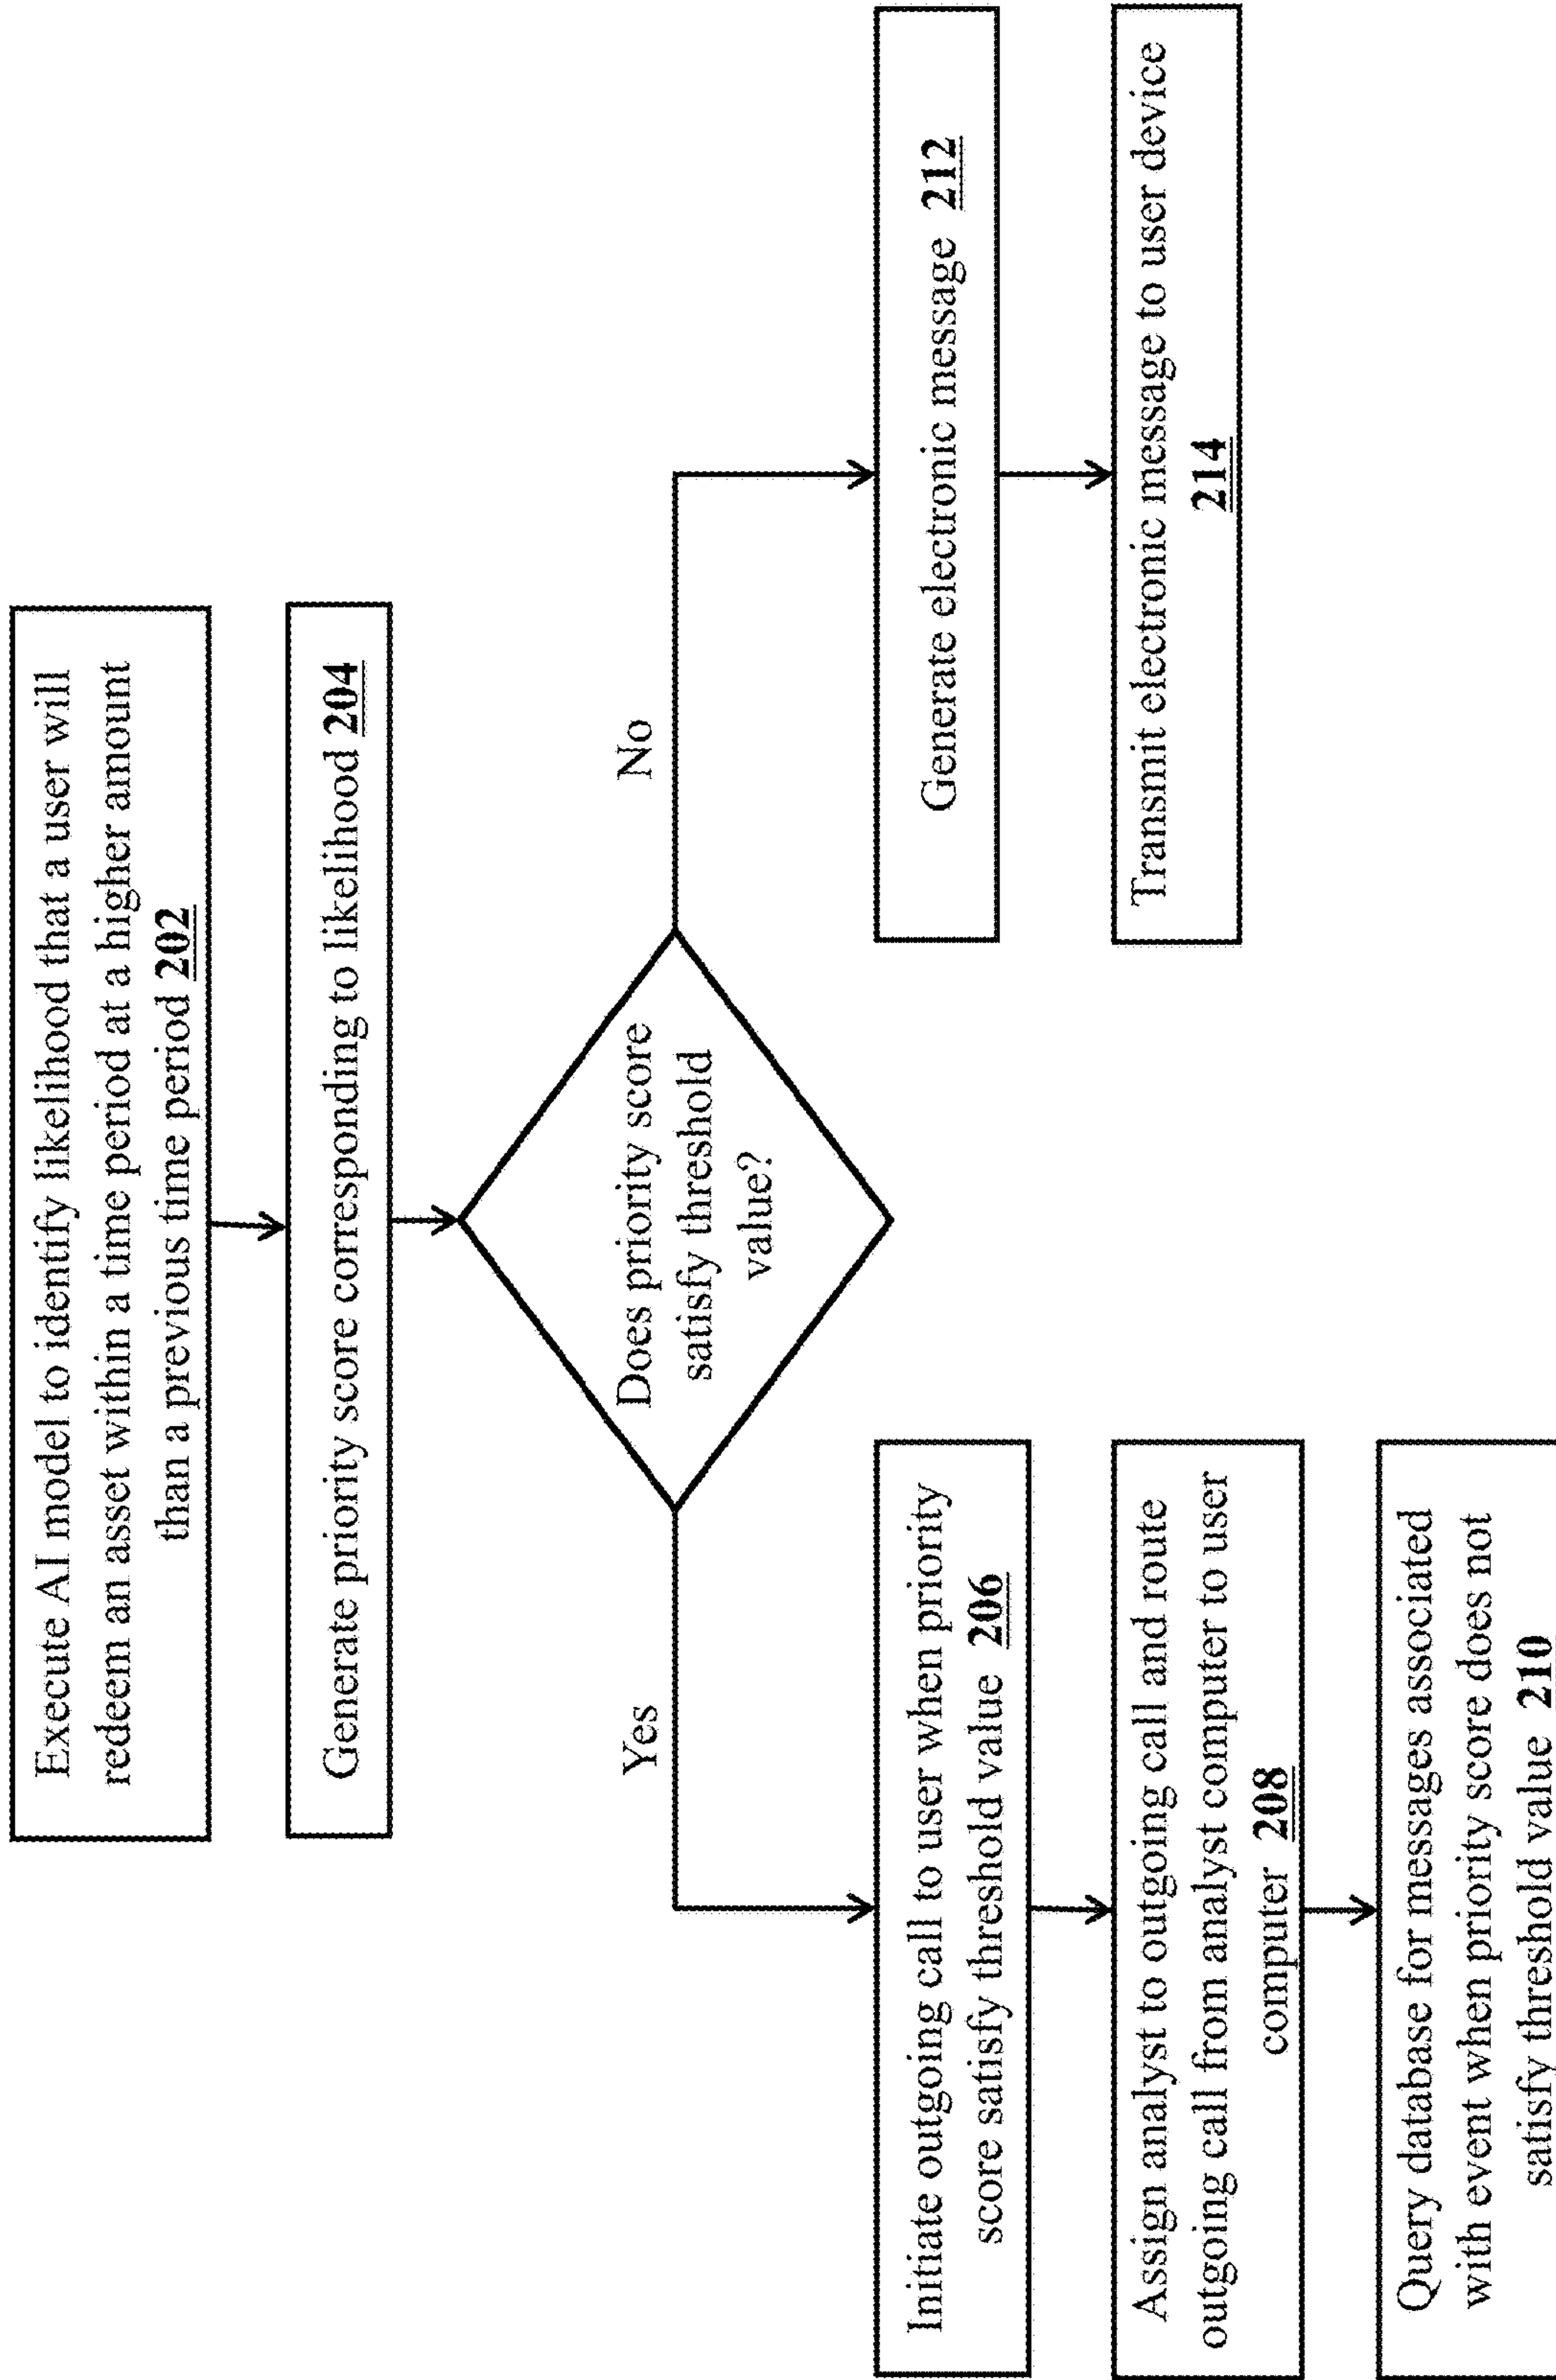 Execute AI model to identify likelihood that a user will
redeem an asset within a time period at a higher amount
than a previous time period 202
Generate priority score corresponding to likelihood 204
Does priority score
satisfy threshold
value?
Yes
No
Initiate outgoing call to user when priority
score satisfy threshold value 206
Assign analyst to outgoing call and route
outgoing call from analyst computer to user
computer 208
Query database for messages associated
with event when priority score does not
satisfy threshold value 210
Generate electronic message 212
Transmit electronic message to user device
214